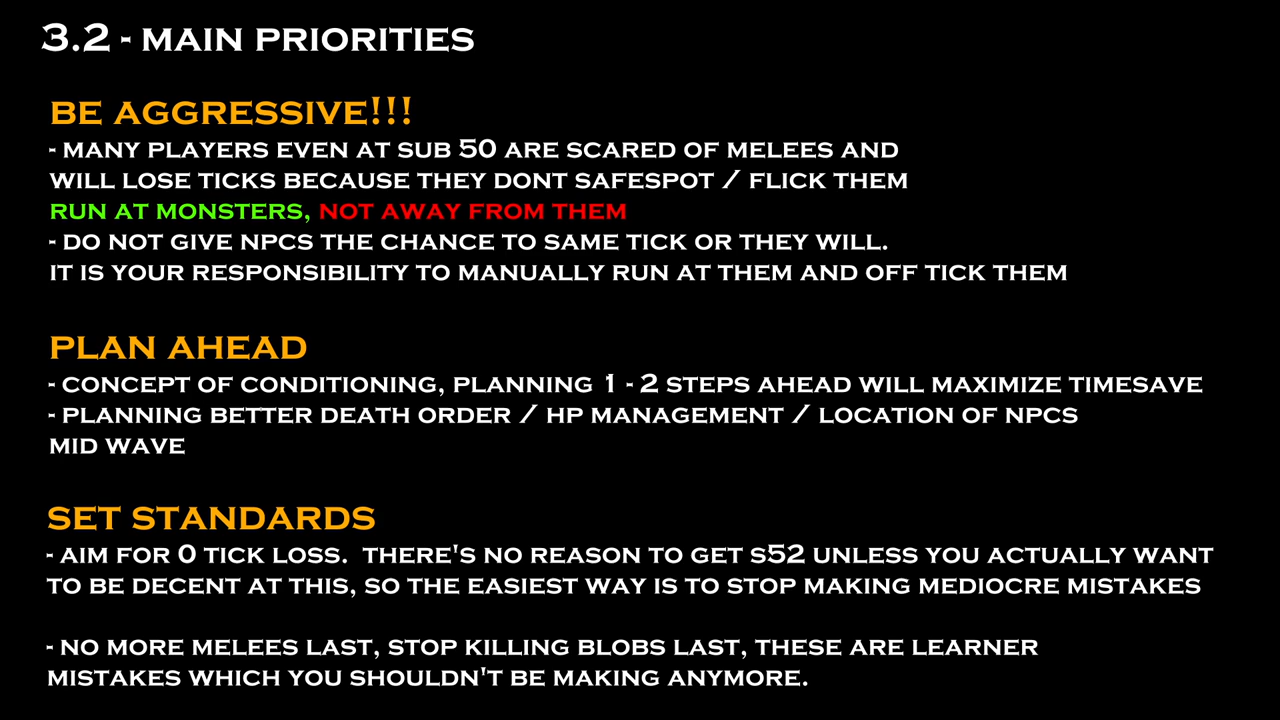 3.2 - MAIN PRIORITIES
BE AGGRESSIVE!!!
- MANY PLAYERS EVEN AT SUB 50 ARE SCARED OF MELEES AND
WILL LOSE TICKS BECAUSE THEY DONT SAFESPOT / FLICK THEM
RUN AT MONSTERS, NOT AWAY FROM THEM
- DO NOT GIVE NPCS THE CHANCE TO SAME TICK OR THEY WILL.
IT IS YOUR RESPONSIBILITY TO MANUALLY RUN AT THEM AND OFF TICK THEM
PLAN AHEAD
- CONCEPT OF CONDITIONING, PLANNING 1 - 2 STEPS AHEAD WILL MAXIMIZE TIMESAVE
- PLANNING BETTER DEATH ORDER / HP MANAGEMENT / LOCATION OF NPCS
MID WAVE
SET STANDARDS
- AIM FOR 0 TICK LOSS.  THERE'S NO REASON TO GET S52 UNLESS YOU ACTUALLY WANT
TO BE DECENT AT THIS, SO THE EASIEST WAY IS TO STOP MAKING MEDIOCRE MISTAKES
- NO MORE MELEES LAST, STOP KILLING BLOBS LAST, THESE ARE LEARNER
MISTAKES WHICH YOU SHOULDN'T BE MAKING ANYMORE.